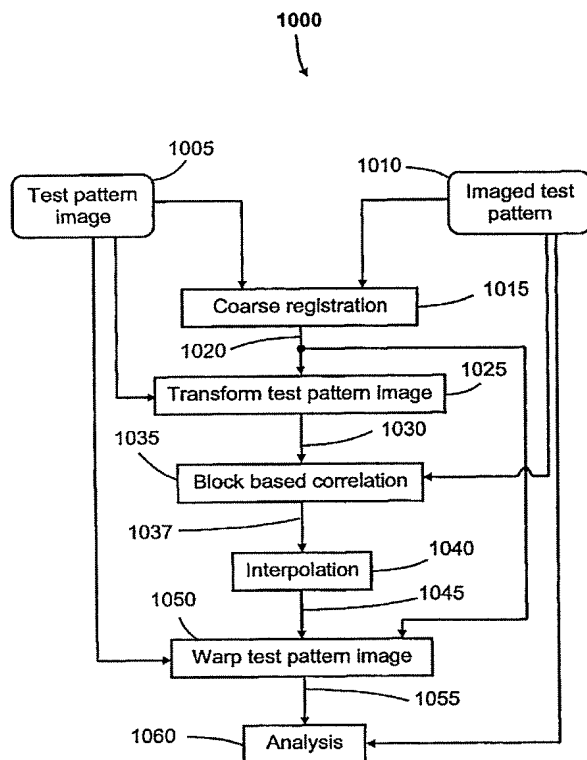 1000
1005
1010
Test pattern
image
Imaged test
pattern
Coarse registration
1015
1020
Transform test pattern image
1025
1030
1035
Block based correlation
1037
Interpolation
1040
1045
1050
Warp test pattern image
1055
1060
Analysis